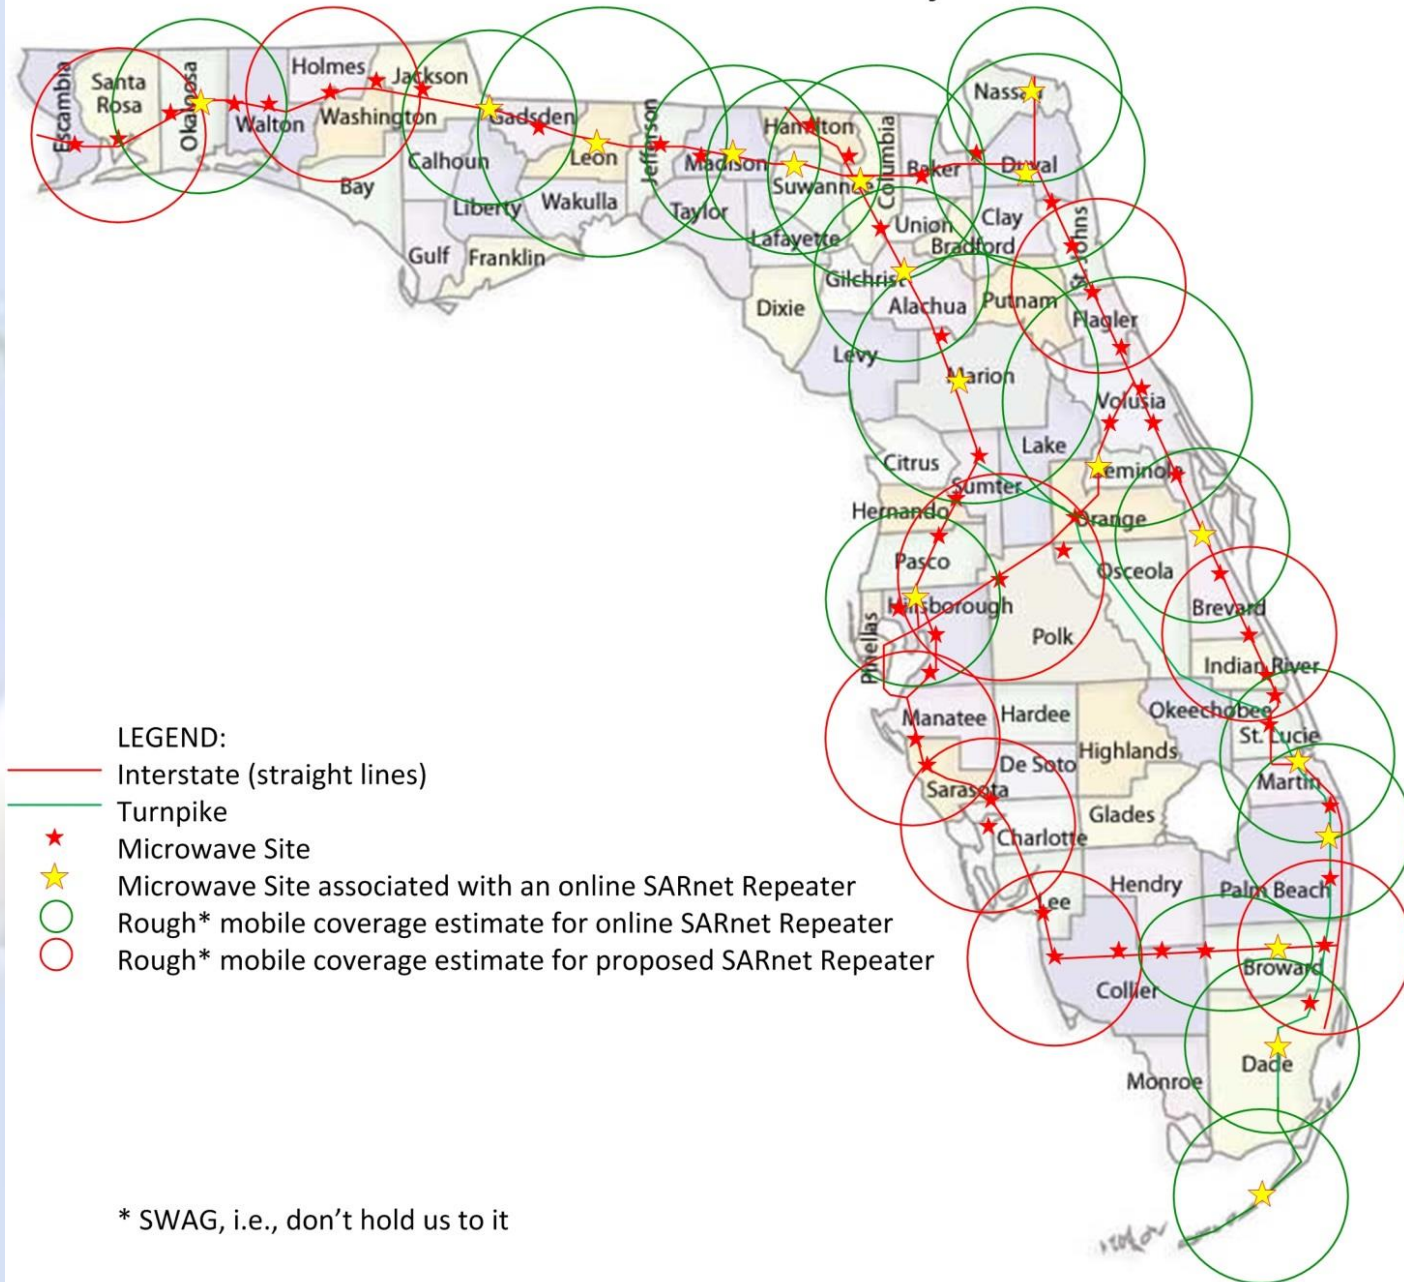 Nassau
Escambia
Santa
Rosa
Okaloosa
Holmes
Jackson
Walton
Washington
Gadsden
Leon
Jefferson
Madison
Hamilton
Suwannee
Columbia
Baker
Duval
Calhoun
Bay
Liberty
Wakulla
Taylor
Lafayette
Union
Bradford
Clay
St. Johns
Gulf
Franklin
Gilchrist
Alachua
Putnam
Dixie
Flagler
Levy
Marion
Volusia
Citrus
Lake
Seminole
Sumter
Hernando
Orange
Pasco
Osceola
Pinellas
Hillsborough
Polk
Brevard
Indian River
Manatee
Hardee
Okeechobee
St. Lucie
Highlands
De Soto
Martin
Sarasota
Glades
Charlotte
Hendry
Palm Beach
Lee
Broward
Collier
Dade
Monroe
LEGEND:
Interstate (straight lines)
Turnpike
Microwave Site
Microwave Site associated with an online SARnet Repeater
Rough* mobile coverage estimate for online SARnet Repeater
Rough* mobile coverage estimate for proposed SARnet Repeater
* SWAG, i.e., don’t hold us to it